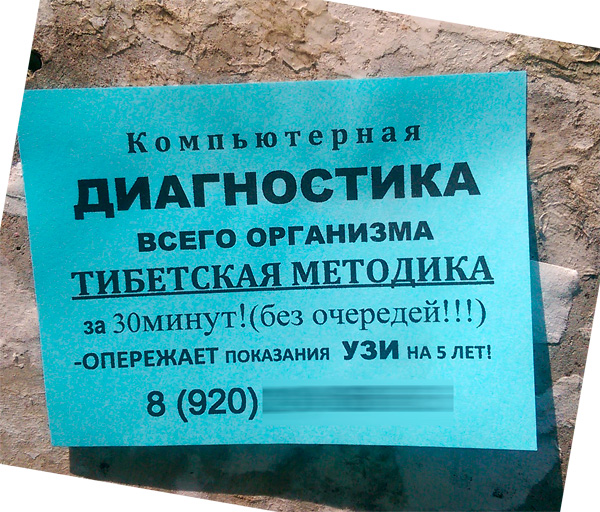 Компьютерная
ДИАГНОСТИКА
ВСЕГО ОРГАНИЗМА
ТИБЕТСКАЯ МЕТОДИКА
за 30минут!(без очередей!!!)
-ОПЕРЕЖАЕТ ПОКАЗАНИЯ УЗИ НА 5 ЛЕТ!
8 (920)